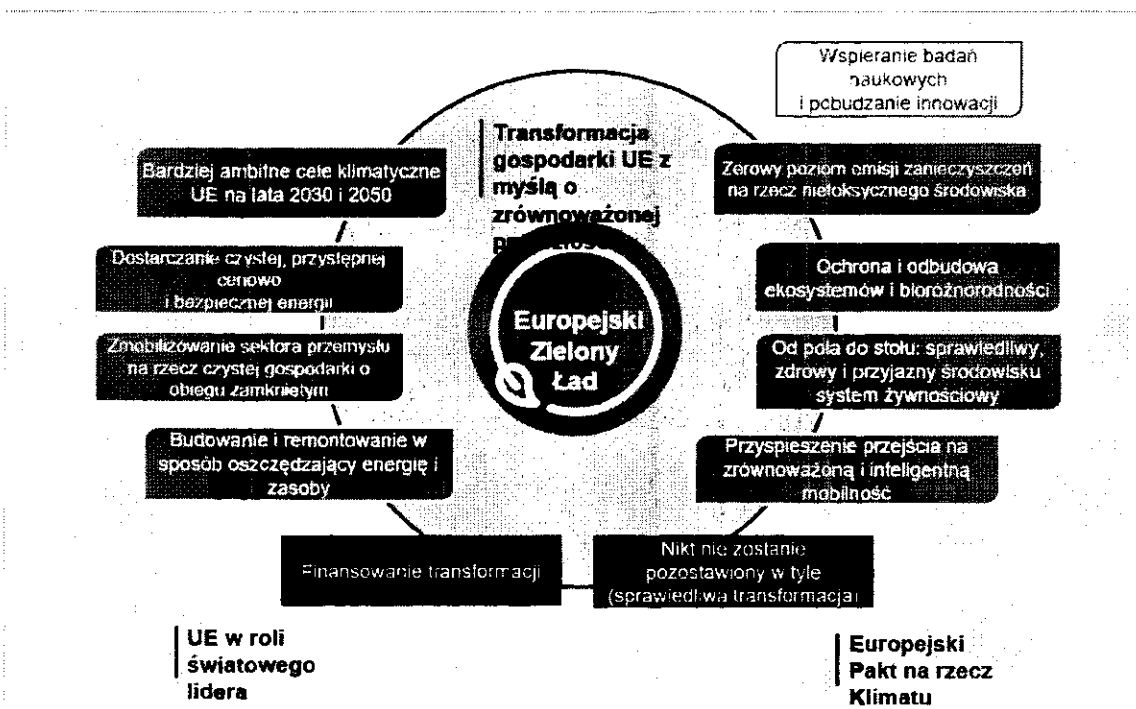 Wspieranie badań
naukowych
i pobudzanie innowacji
Transformacja
gospodarki UE z
myślą o
zrównoważonej
Bardziej ambitne cele klimatyczne
UE na lata 2030 i 2050
Zerowy poziom emisji zanieczyszczeń
na rzecz nietoksycznego środowiska
Dostarczanie czystej, przystępnej
cenowo
i bezpiecznej energii
Ochrona i odbudowa
ekosystemów i bioróżnorodności
Europejski
Zielony
Ład
Zmobilizowanie sektora przemysłu
na rzecz czystej gospodarki o
obiegu zamkniętym
Od pola do stołu: sprawiedliwy,
zdrowy i przyjazny środowisku
system żywnościowy
Budowanie i remontowanie w
sposób oszczędzający energię i
zasoby
Przyspieszenie przejścia na
zrównoważoną i inteligentną
mobilność
Finansowanie transformacji
Nikt nie zostanie
pozostawiony w tyle
(sprawiedliwa transformacja)
UE w roli
światowego
lidera
Europejski
Pakt na rzecz
Klimatu